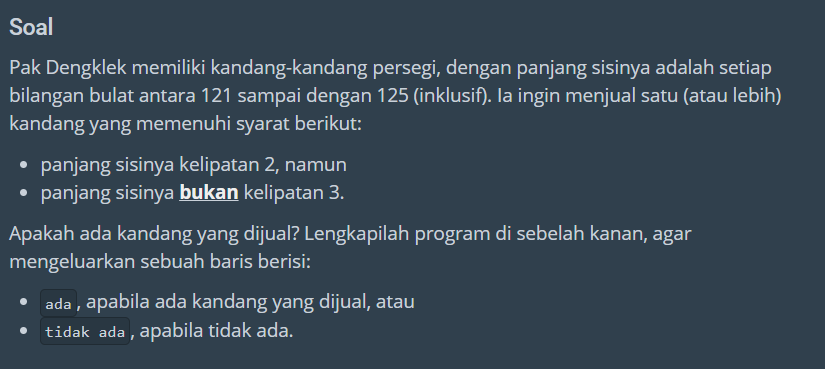 Soal
Pak Dengklek memiliki kandang-kandang persegi, dengan panjang sisinya adalah setiap
bilangan bulat antara 121 sampai dengan 125 (inklusif). Ia ingin menjual satu (atau lebih)
kandang yang memenuhi syarat berikut:
• panjang sisinya kelipatan 2, namun
• panjang sisinya bukan kelipatan 3.
Apakah ada kandang yang dijual? Lengkapilah program di sebelah kanan, agar
mengeluarkan sebuah baris berisi:
• ada, apabila ada kandang yang dijual, atau
• tidak ada, apabila tidak ada.